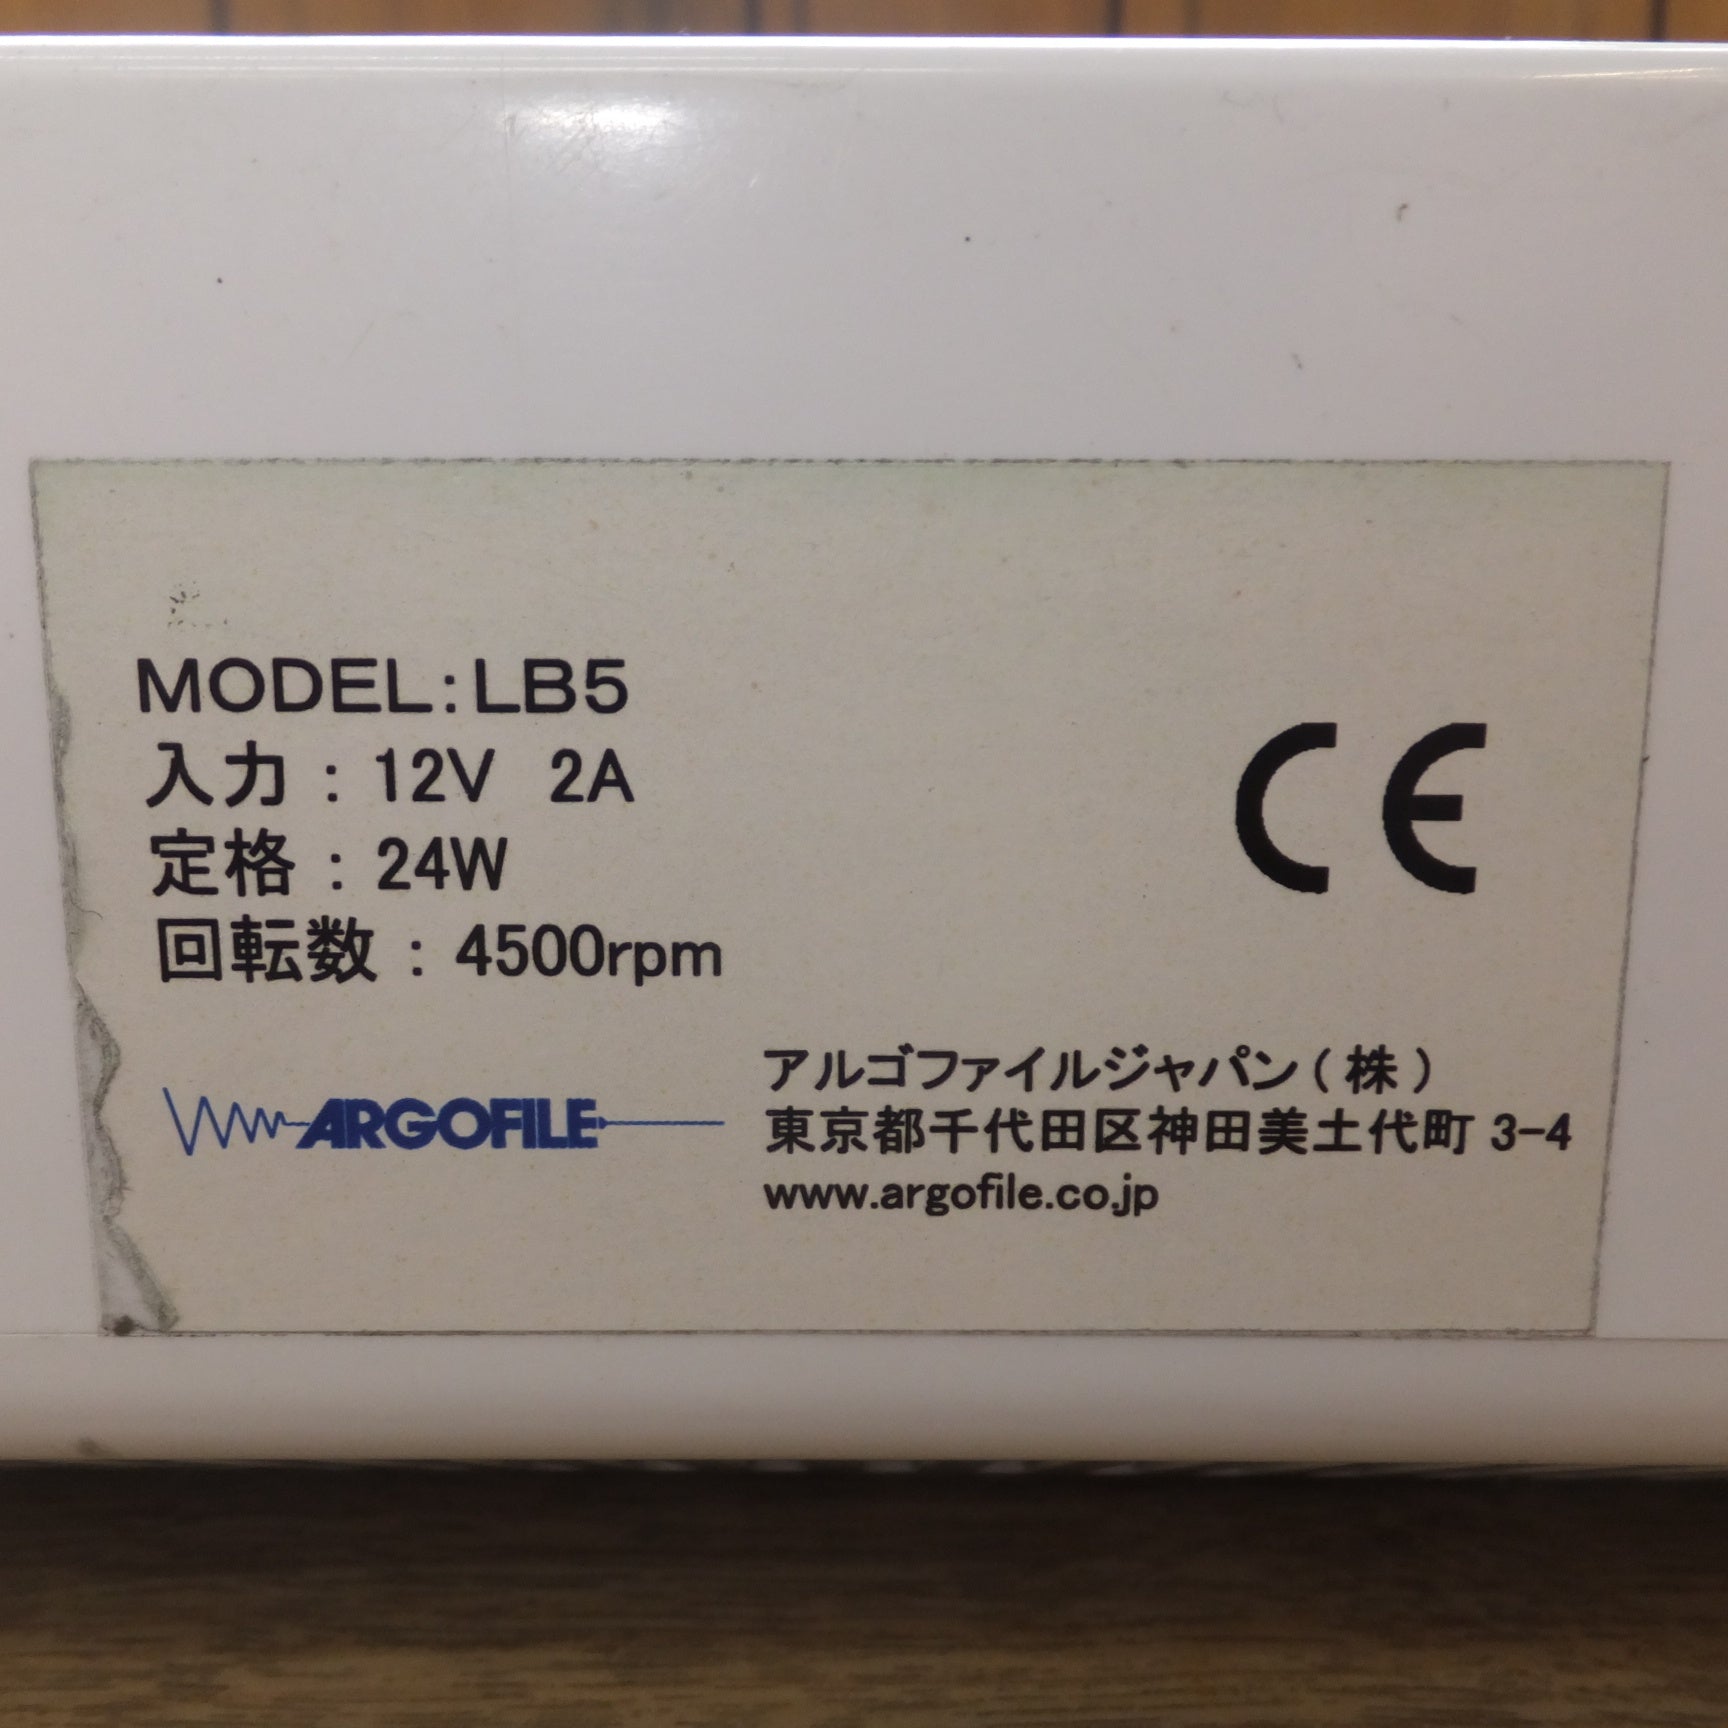 MODEL:LB5
入力：12V 2A
定格：24W
回転数：4500rpm
CE
ARGOFILE
アルゴファイルジャパン(株)
東京都千代田区神田美土代町 3-4
www.argofile.co.jp